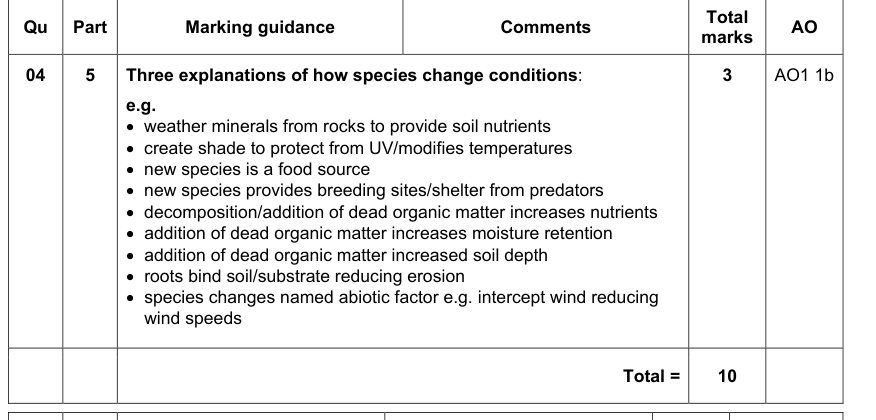 Qu Part Marking guidance Comments Total marks AO
04 5 Three explanations of how species change conditions: 3 AO1 1b
e.g.
• weather minerals from rocks to provide soil nutrients
• create shade to protect from UV/modifies temperatures
• new species is a food source
• new species provides breeding sites/shelter from predators
• decomposition/addition of dead organic matter increases nutrients
• addition of dead organic matter increases moisture retention
• addition of dead organic matter increased soil depth
• roots bind soil/substrate reducing erosion
• species changes named abiotic factor e.g. intercept wind reducing
wind speeds
Total = 10